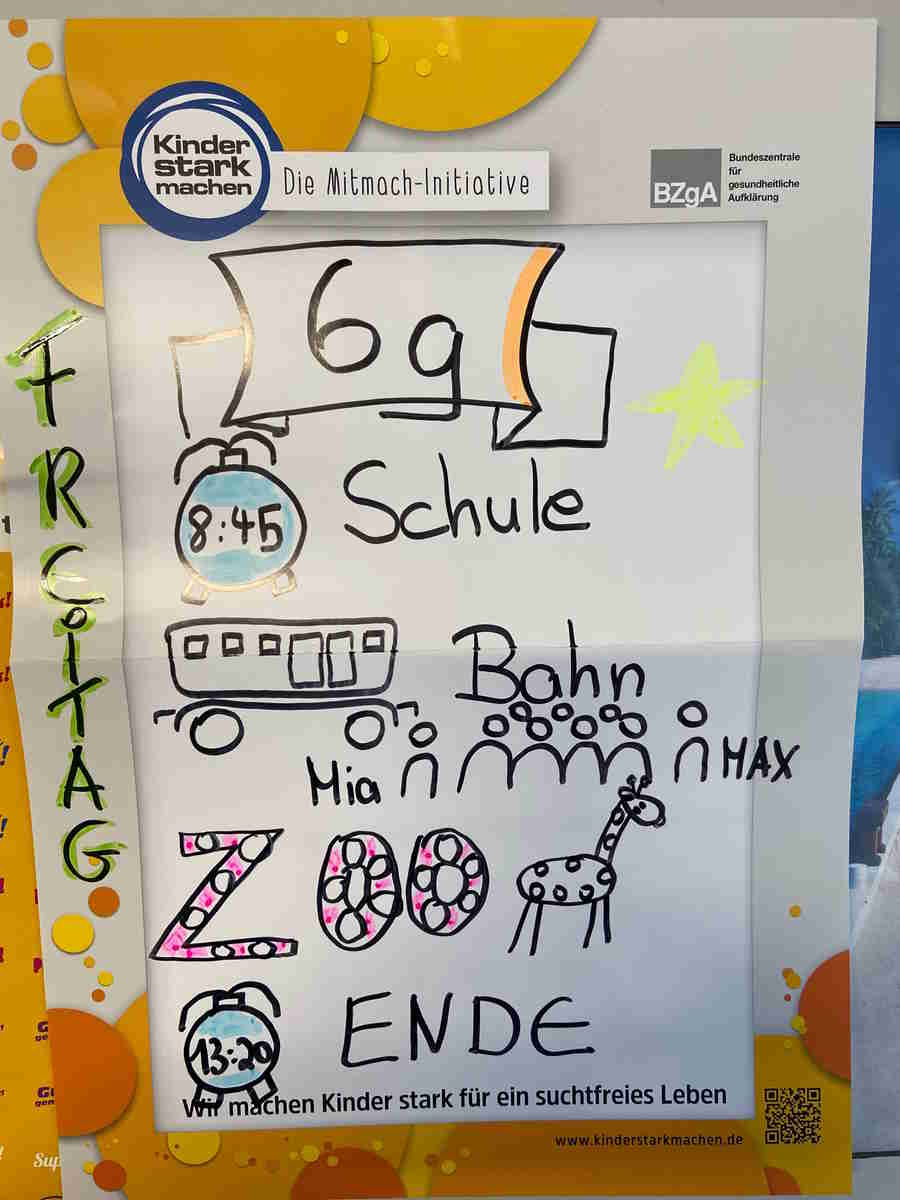 Kinder
stark
machen
Die Mitmach-Initiative
BZgA
Bundeszentrale
für
gesundheitliche
Aufklärung
6g
FREiTAG
8:45
Schule
Bahn
Mia
MAX
ZOO
13:20
ENDE
Wir machen Kinder stark für ein suchtfreies Leben
www.kinderstarkmachen.de